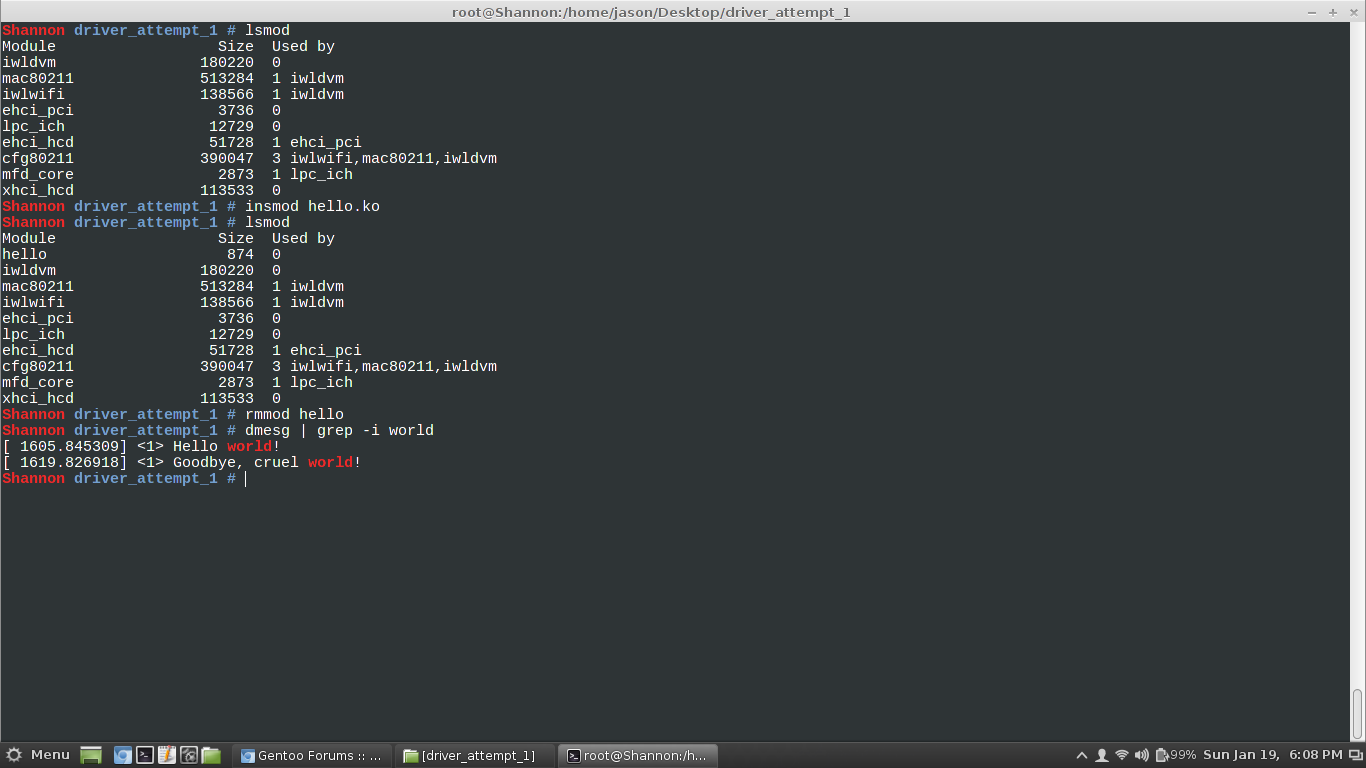 root@Shannon:/home/jason/Desktop/driver_attempt_1
Shannon driver_attempt_1 # lsmod
Module                  Size  Used by
iwldvm                180220  0
mac80211              513284  1 iwldvm
iwlwifi               138566  1 iwldvm
ehci_pci                3736  0
lpc_ich                12729  0
ehci_hcd               51728  1 ehci_pci
cfg80211              390047  3 iwlwifi,mac80211,iwldvm
mfd_core                2873  1 lpc_ich
xhci_hcd              113533  0
Shannon driver_attempt_1 # insmod hello.ko
Shannon driver_attempt_1 # lsmod
Module                  Size  Used by
hello                    874  0
iwldvm                180220  0
mac80211              513284  1 iwldvm
iwlwifi               138566  1 iwldvm
ehci_pci                3736  0
lpc_ich                12729  0
ehci_hcd               51728  1 ehci_pci
cfg80211              390047  3 iwlwifi,mac80211,iwldvm
mfd_core                2873  1 lpc_ich
xhci_hcd              113533  0
Shannon driver_attempt_1 # rmmod hello
Shannon driver_attempt_1 # dmesg | grep -i world
[ 1605.845309] <1> Hello world!
[ 1619.826918] <1> Goodbye, cruel world!
Shannon driver_attempt_1 #
Menu Gentoo Forums :: ... [driver_attempt_1] root@Shannon:/h... 99% Sun Jan 19, 6:08 PM